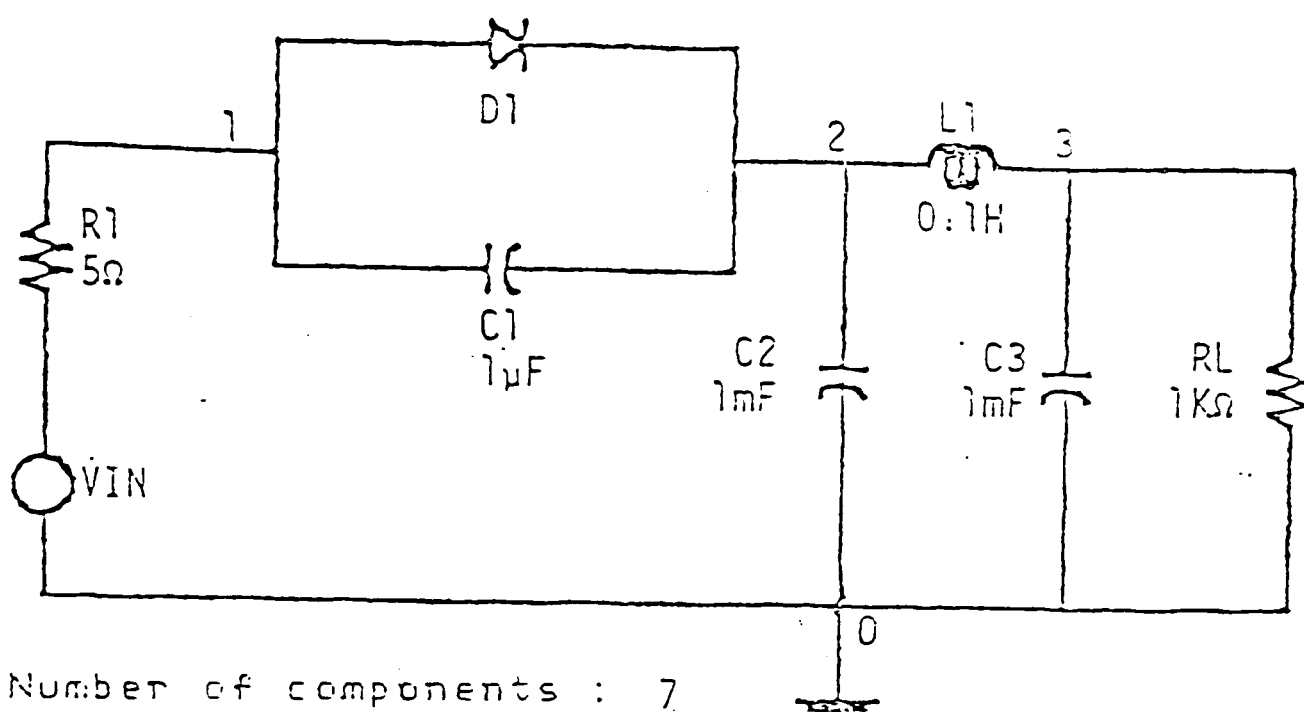 D1
1
2
L1
3
0.1H
R1
5Ω
C1
1µF
C2
1mF
C3
1mF
RL
1KΩ
VIN
0
Number of components : 7